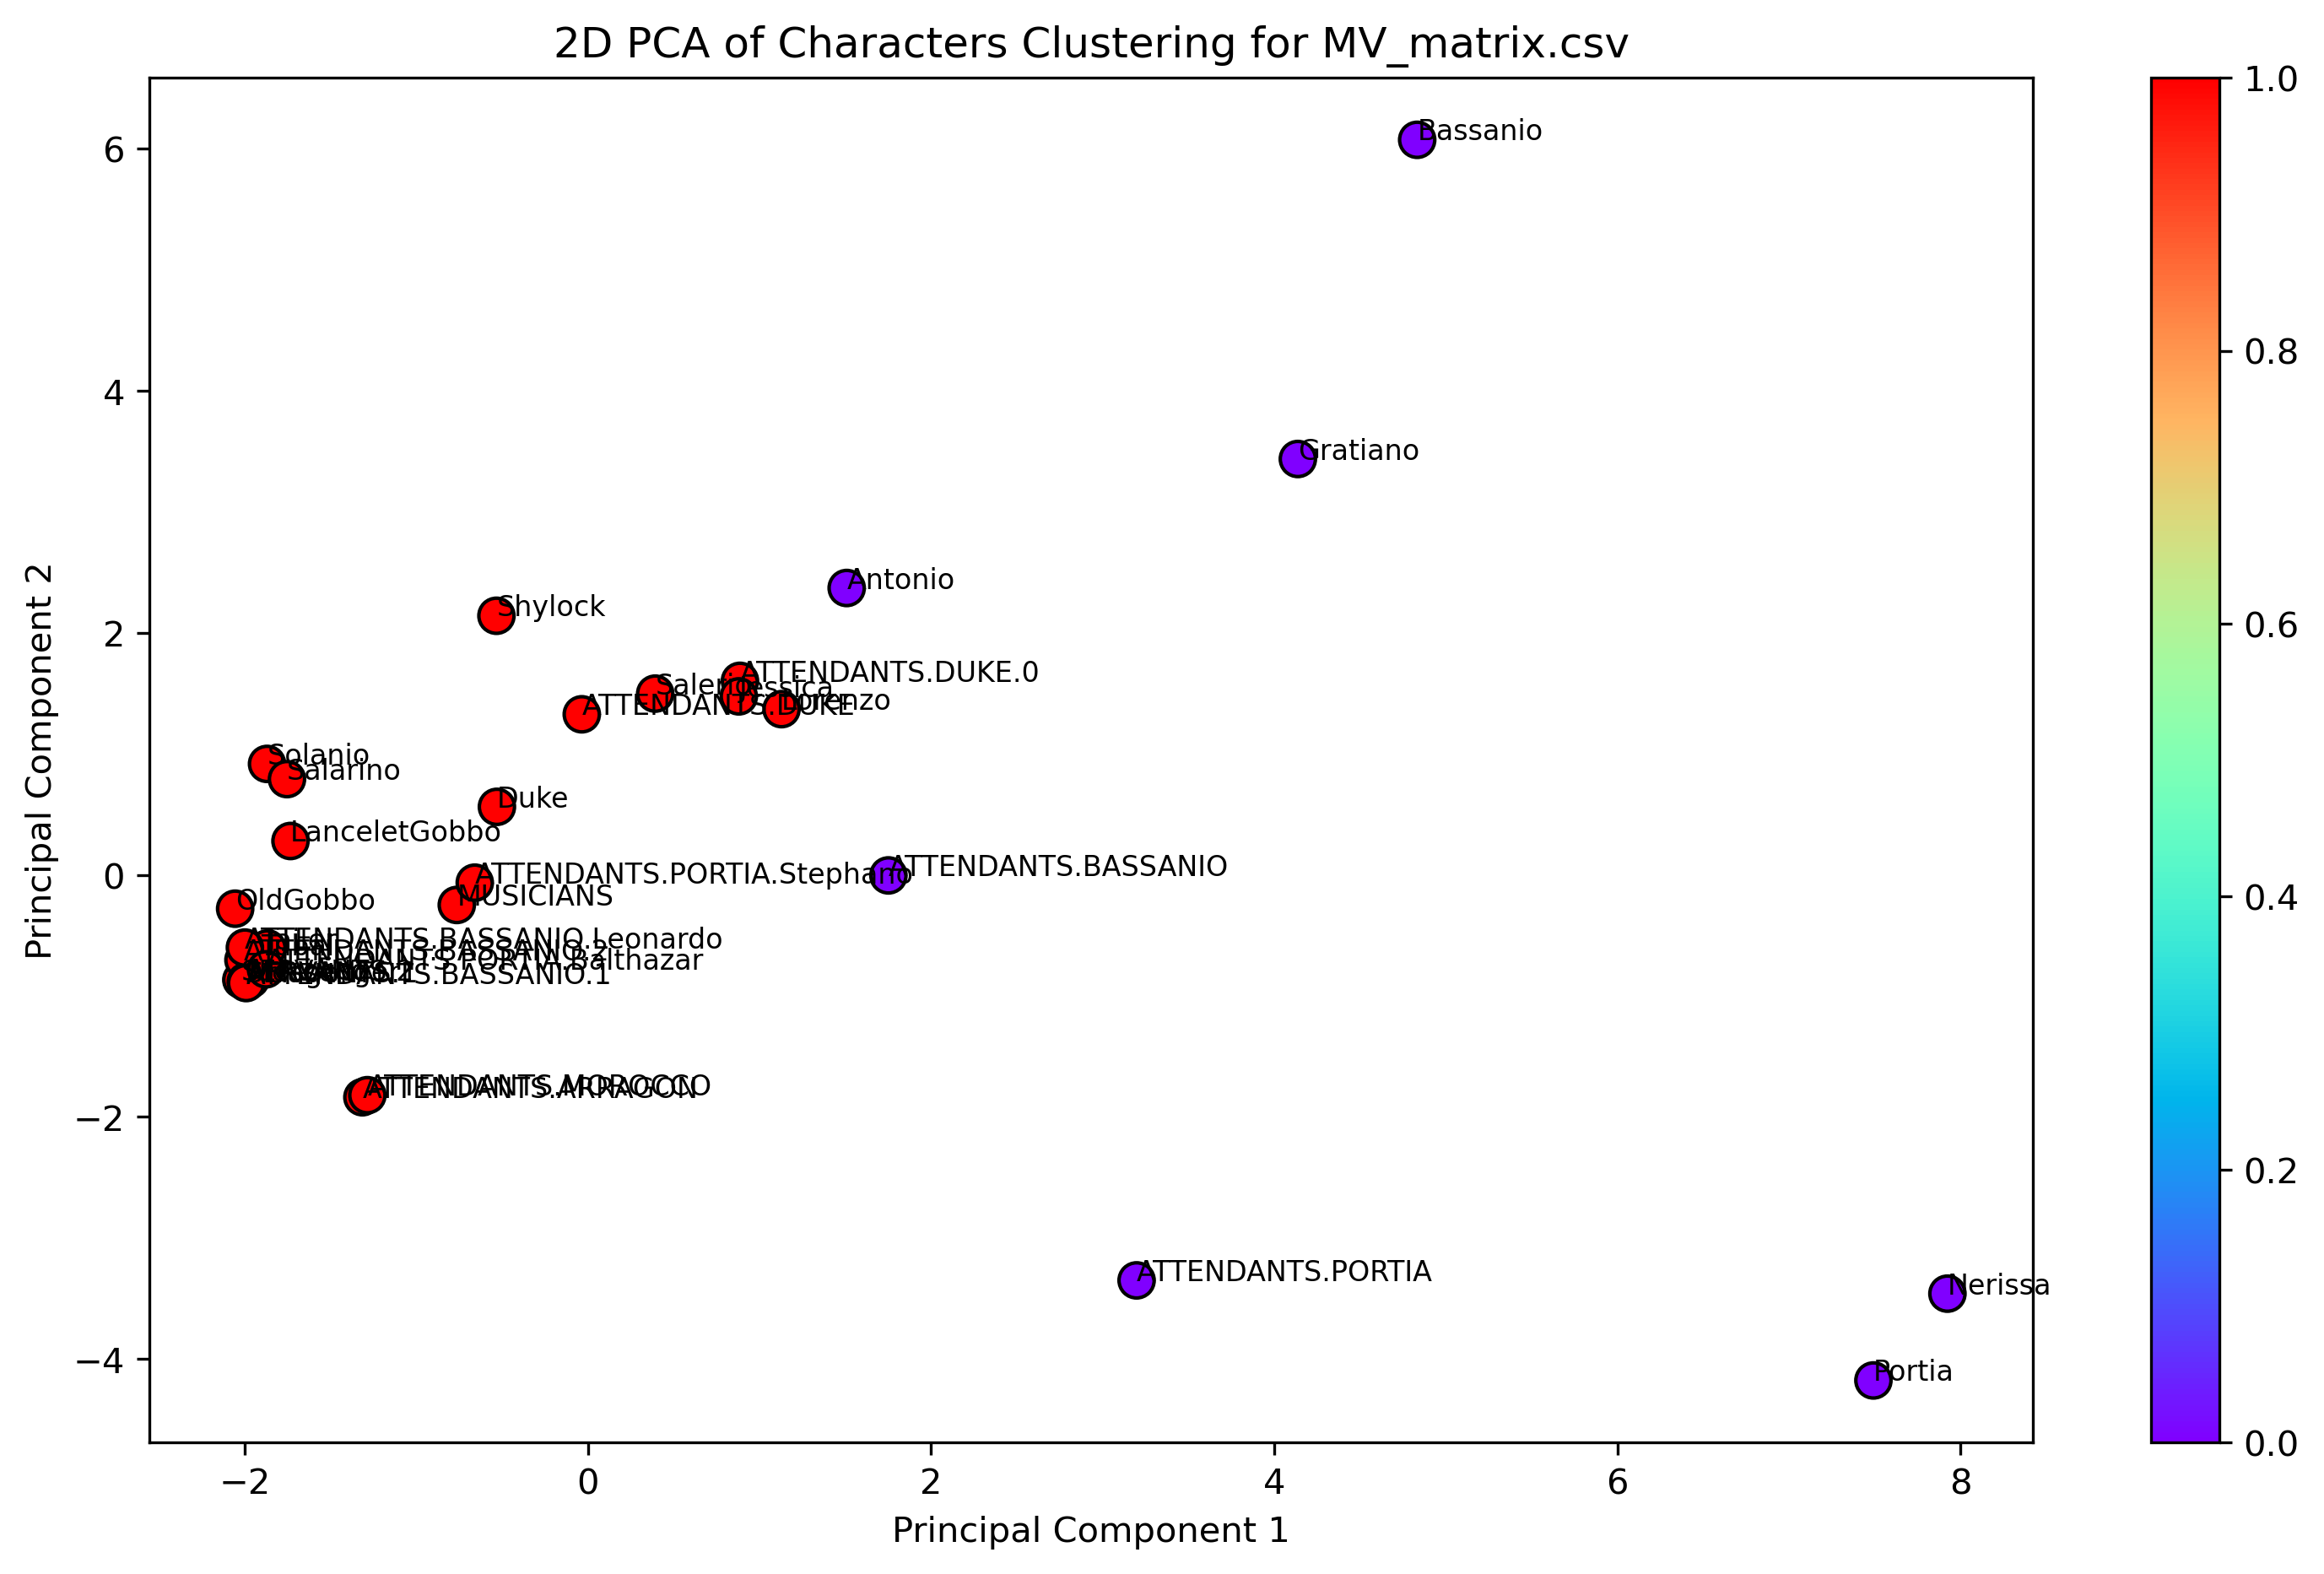 2D PCA of Characters Clustering for MV_matrix.csv
Principal Component 2
6
4
2
0
−2
−4
Bassanio
Gratiano
Antonio
Shylock
ATTENDANTS.DUKE.0
Salerio
Jessica
Lorenzo
ATTENDANTS.DUKE
Solanio
Salarino
Duke
LanceletGobbo
ATTENDANTS.PORTIA.Stephano
ATTENDANTS.BASSANIO
MUSICIANS
OldGobbo
ATTENDANTS.BASSANIO.Leonardo
ATTENDANTS.BASSANIO.2
ATTENDANTS.PORTIA.Balthazar
ATTENDANTS.BASSANIO.1
ATTENDANTS.MOROCCO
ATTENDANTS.ARRAGON
ATTENDANTS.PORTIA
Nerissa
Portia
−2
0
2
4
6
8
Principal Component 1
1.0
0.8
0.6
0.4
0.2
0.0